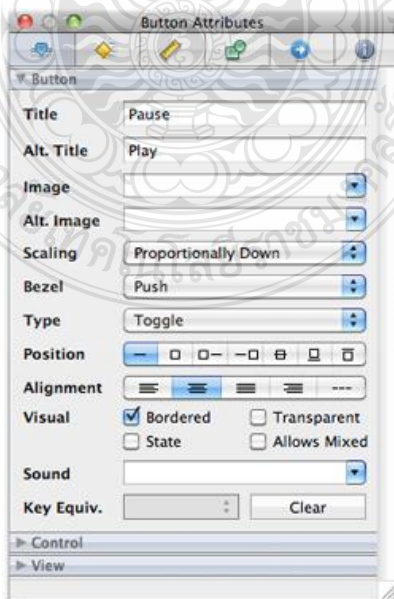 Button Attributes
Button
Title Pause
Alt. Title Play
Image
Alt. Image
Scaling Proportionally Down
Bezel Push
Type Toggle
Position
Alignment
Visual Bordered Transparent
State Allows Mixed
Sound
Key Equiv. Clear
Control
View